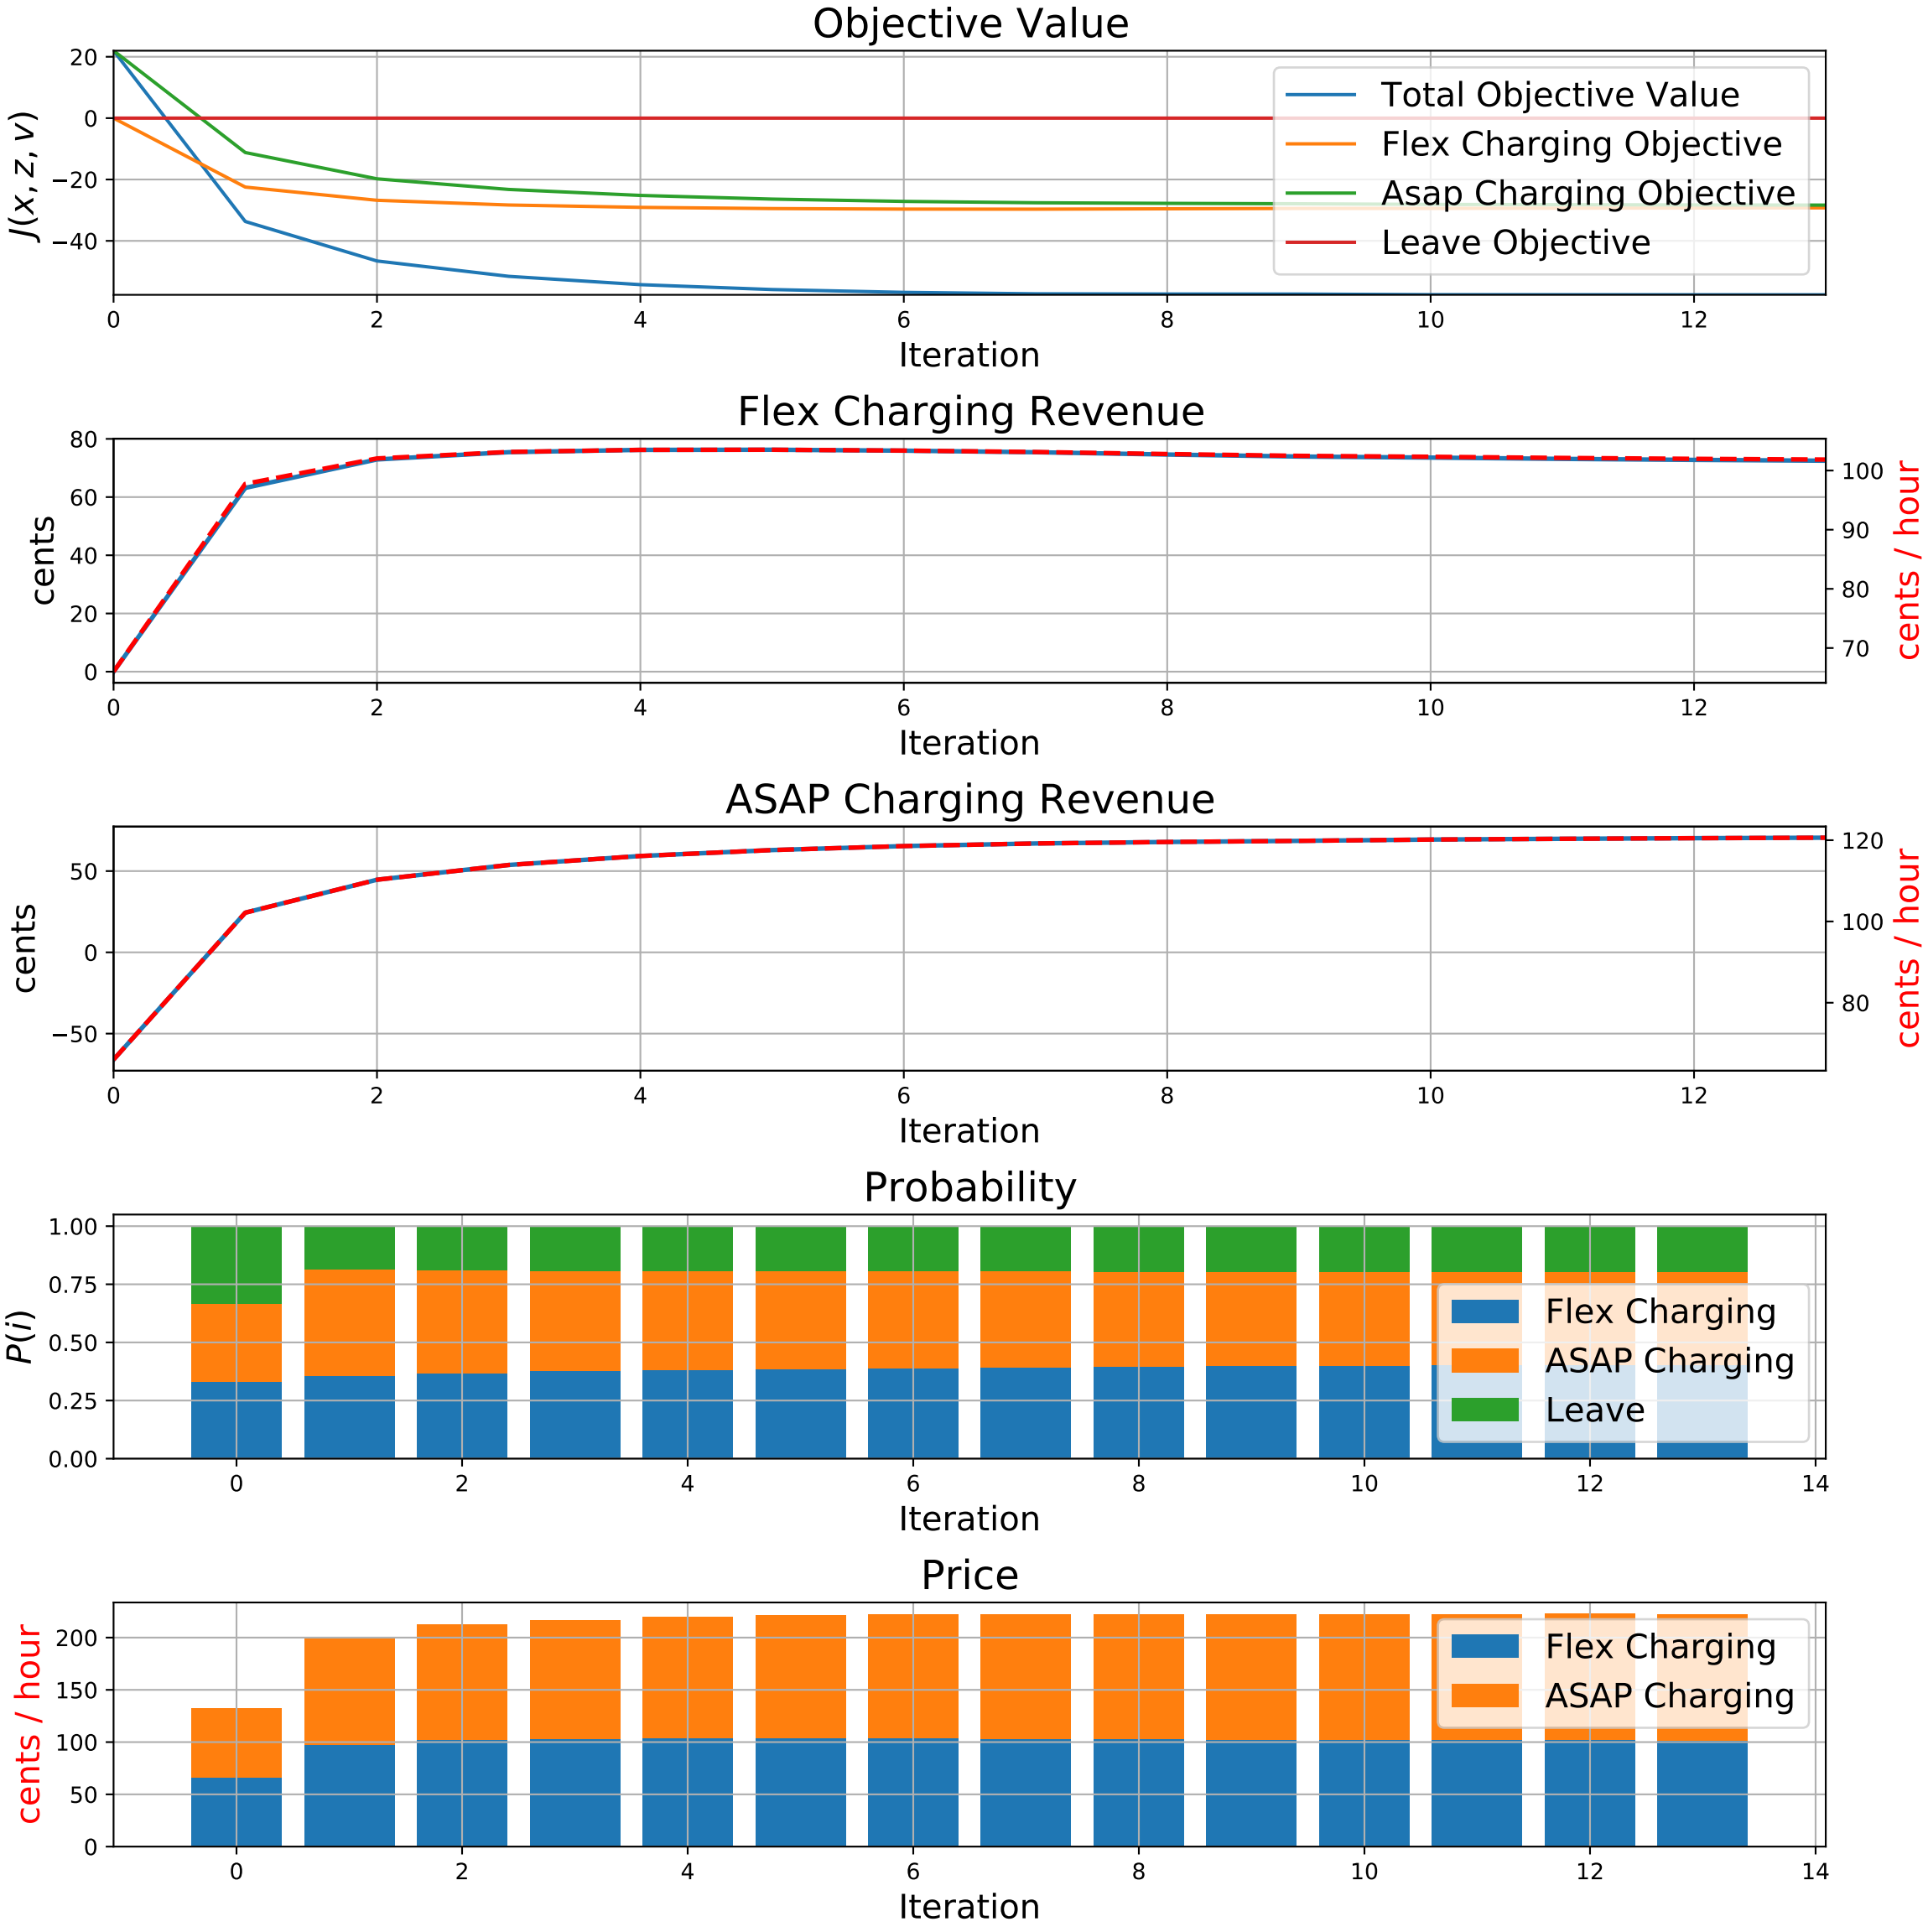 Objective Value
20
0
−20
−40
J(x, z, v)
Total Objective Value
Flex Charging Objective
Asap Charging Objective
Leave Objective
0 2 4 6 8 10 12
Iteration
Flex Charging Revenue
80
60
40
20
0
cents
100
90
80
70
cents / hour
0 2 4 6 8 10 12
Iteration
ASAP Charging Revenue
50
0
−50
cents
120
100
80
cents / hour
0 2 4 6 8 10 12
Iteration
Probability
1.00
0.75
0.50
0.25
0.00
P(i)
Flex Charging
ASAP Charging
Leave
0 2 4 6 8 10 12 14
Iteration
Price
200
150
100
50
0
cents / hour
Flex Charging
ASAP Charging
0 2 4 6 8 10 12 14
Iteration